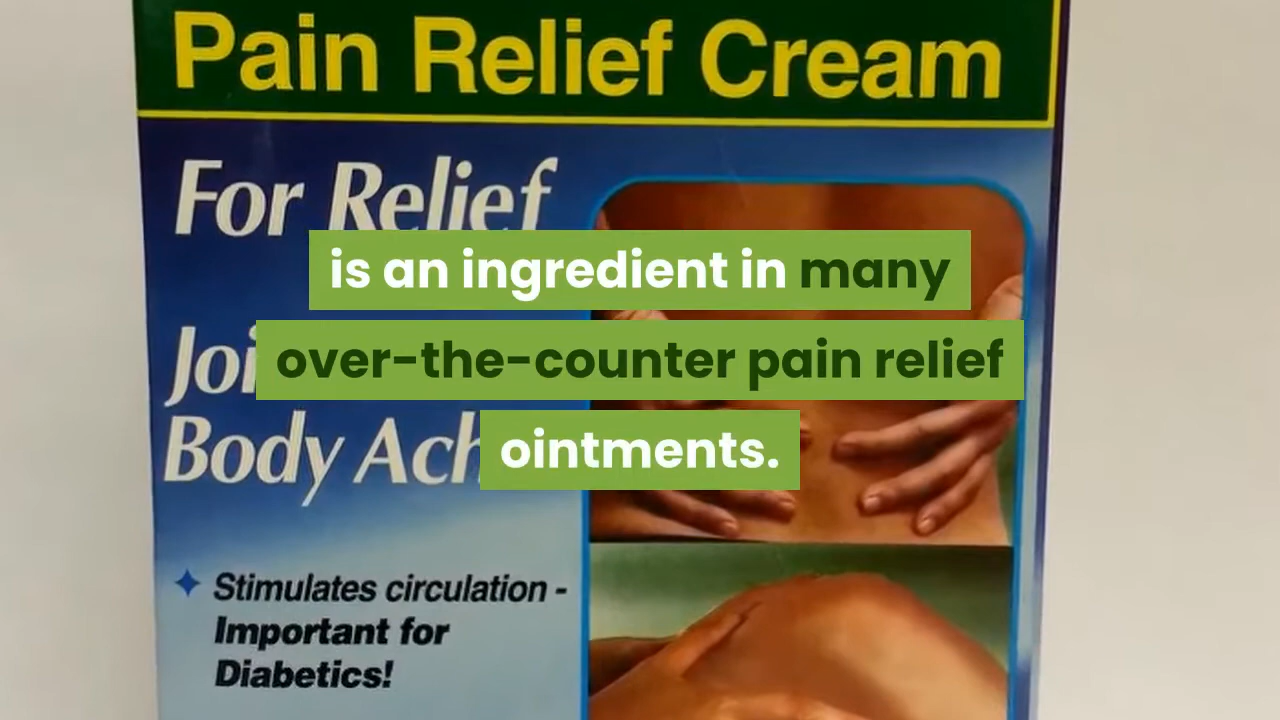 Pain Relief Cream
For Relief
is an ingredient in many
over-the-counter pain relief
ointments.
Body
Stimulates circulation -
Important for
Diabetics!